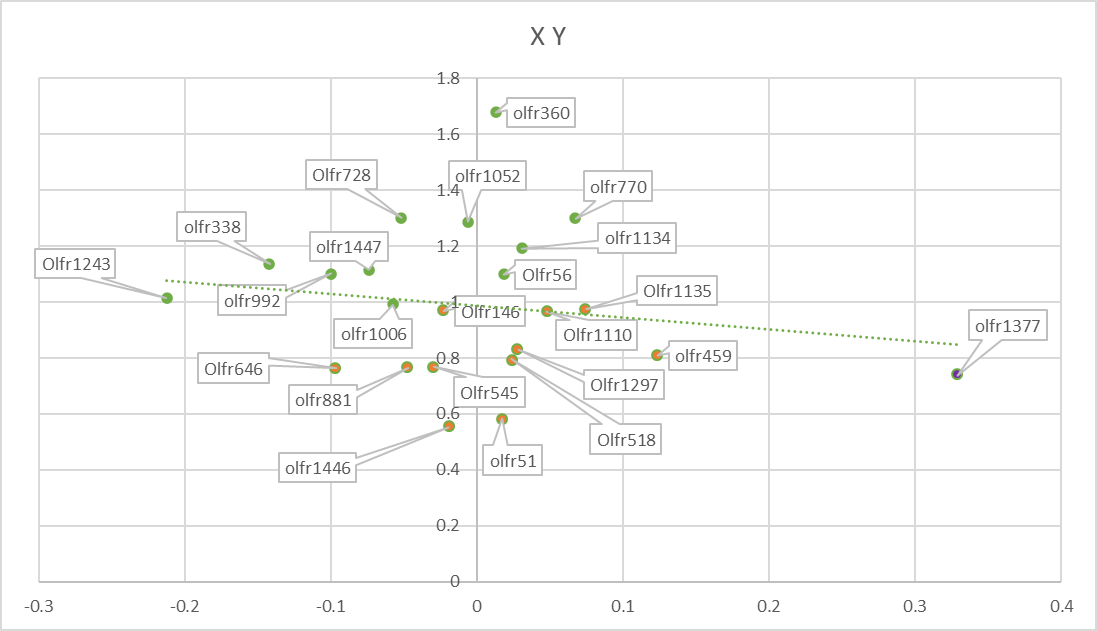 X Y
1.8
olfr360
1.6
Olfr728
olfr1052
olfr770
1.4
olfr338
olfr1447
olfr1134
1.2
Olfr1243
Olfr56
olfr992
Olfr1135
1
Olfr146
olfr1006
Olfr1110
olfr1377
0.8
Olfr646
olfr459
olfr881
Olfr545
Olfr1297
0.6
Olfr518
olfr1446
olfr51
0.4
0.2
0
-0.3 -0.2 -0.1 0 0.1 0.2 0.3 0.4